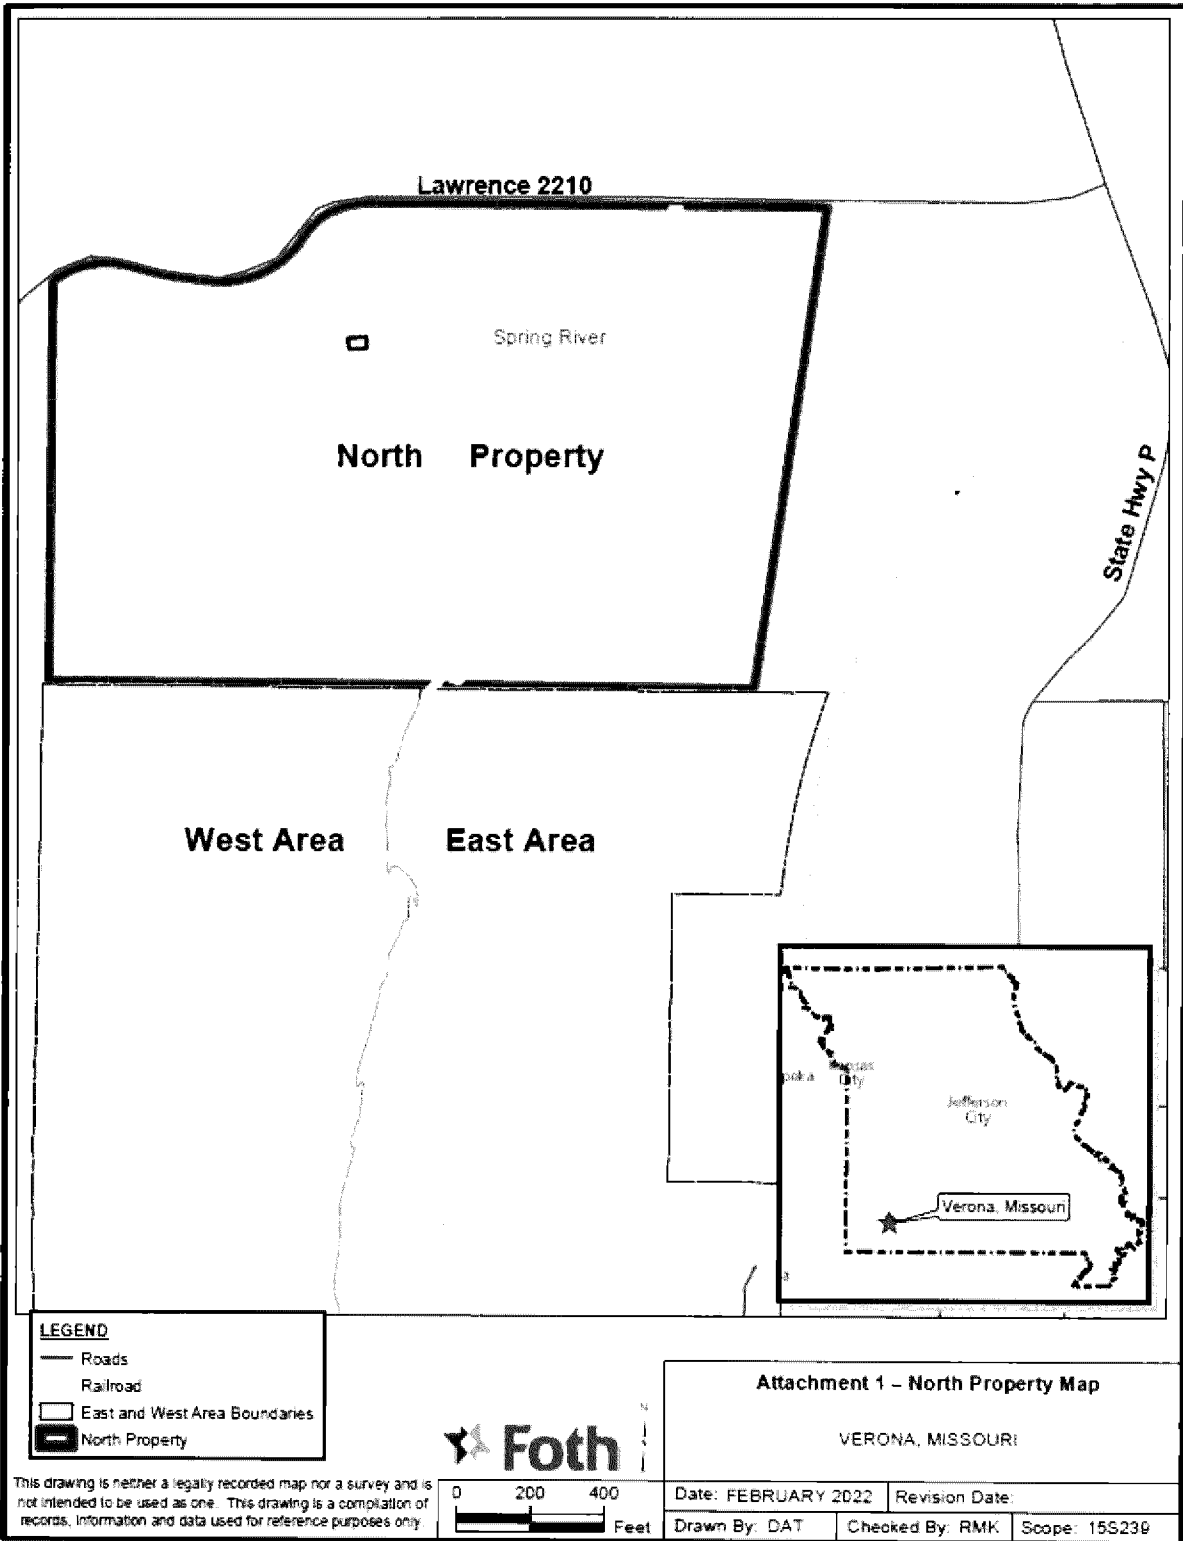 Lawrence 2210
Spring River
North Property
State Hwy P
West Area
East Area
Kansas
City
Jefferson
City
Verona, Missouri
LEGEND
Roads
Railroad
East and West Area Boundaries
North Property
This drawing is neither a legally recorded map nor a survey and is
not intended to be used as one. This drawing is a compilation of
records, information and data used for reference purposes only
Foth
N
0 200 400
Feet
Attachment 1 – North Property Map
VERONA, MISSOURI
Date: FEBRUARY 2022
Revision Date:
Drawn By: DAT
Checked By: RMK
Scope: 15S239